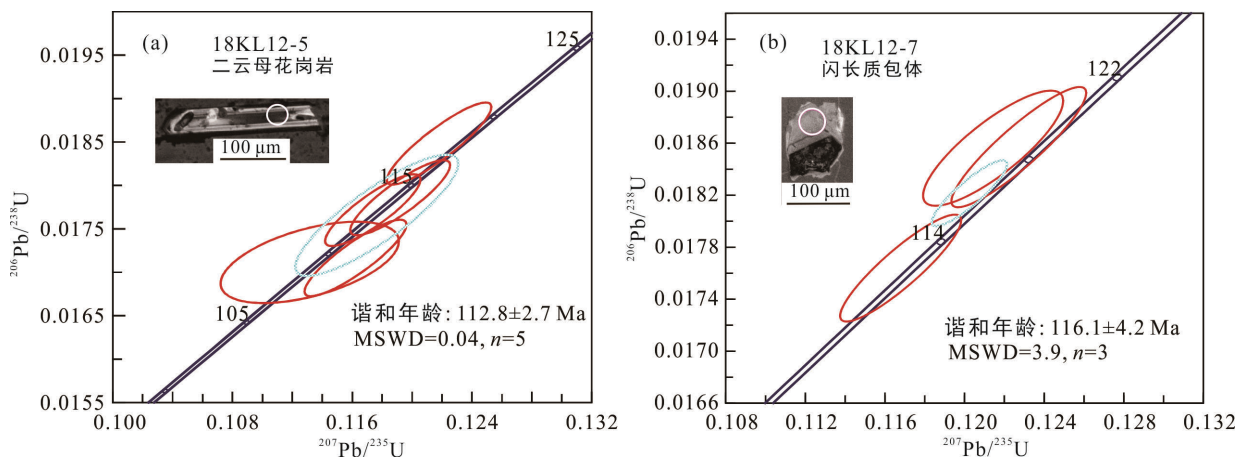 (a)
18KL12-5
二云母花岗岩
100 μm
125
115
105
谐和年龄: 112.8±2.7 Ma
MSWD=0.04, n=5
0.0195
0.0185
0.0175
0.0165
0.0155
²⁰⁶Pb/²³⁸U
0.100
0.108
0.116
0.124
0.132
²⁰⁷Pb/²³⁵U
(b)
18KL12-7
闪长质包体
100 μm
122
114
谐和年龄: 116.1±4.2 Ma
MSWD=3.9, n=3
0.0194
0.0190
0.0186
0.0182
0.0178
0.0174
0.0170
0.0166
²⁰⁶Pb/²³⁸U
0.108
0.112
0.116
0.120
0.124
0.128
0.132
²⁰⁷Pb/²³⁵U